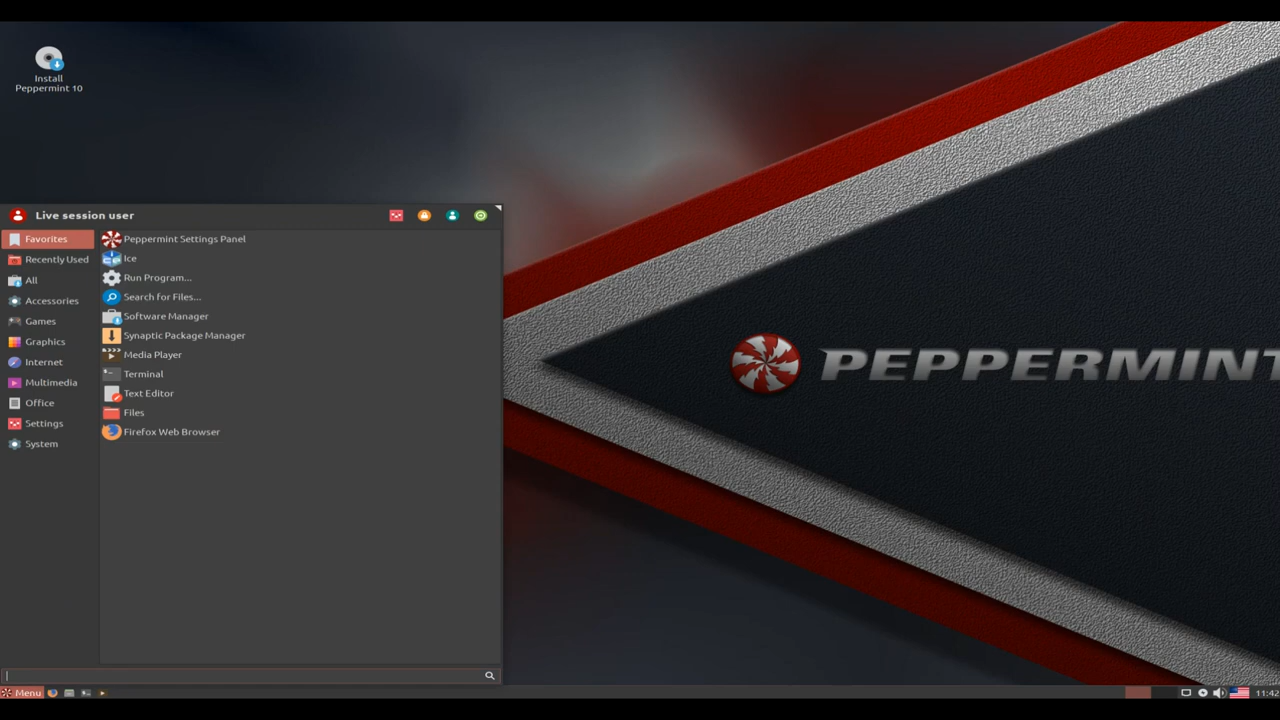 Install
Peppermint 10
Live session user
Favorites
Recently Used
All
Accessories
Games
Graphics
Internet
Multimedia
Office
Settings
System
Peppermint Settings Panel
Ice
Run Program...
Search for Files...
Software Manager
Synaptic Package Manager
Media Player
Terminal
Text Editor
Files
Firefox Web Browser
PEPPERMINT
Menu
11:42